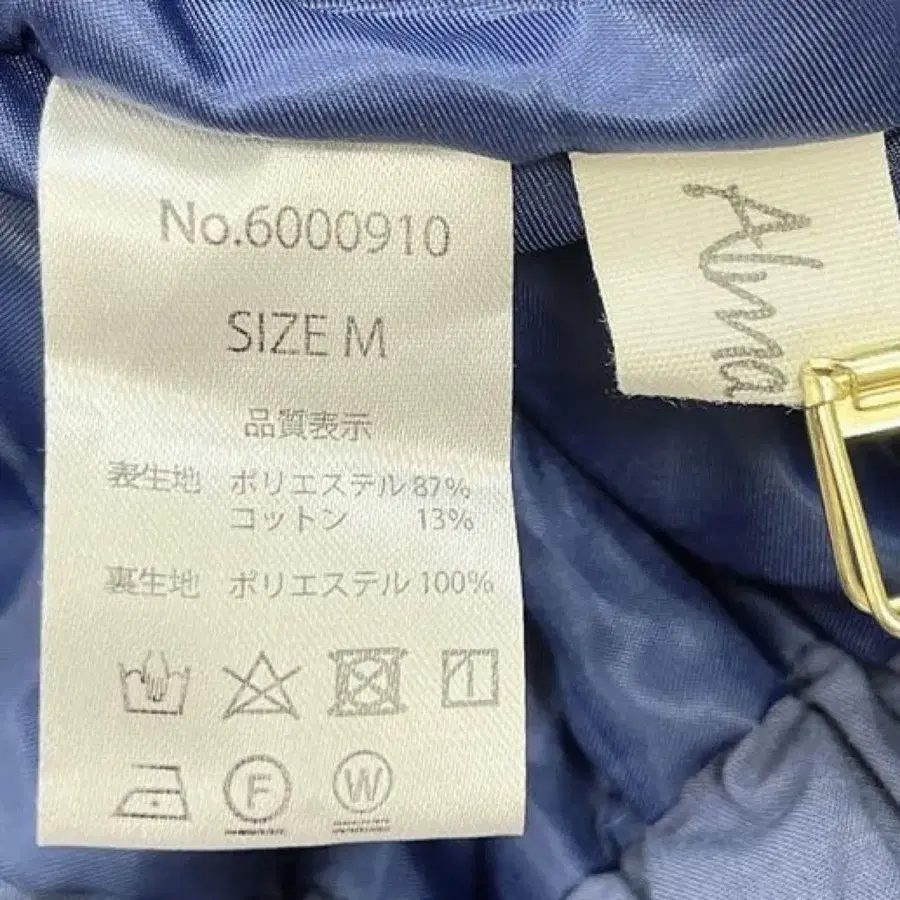 No.6000910
SIZE M
品質表示
表生地 ポリエステル 87%
コットン 13%
裏生地 ポリエステル 100%
F
W
Alma